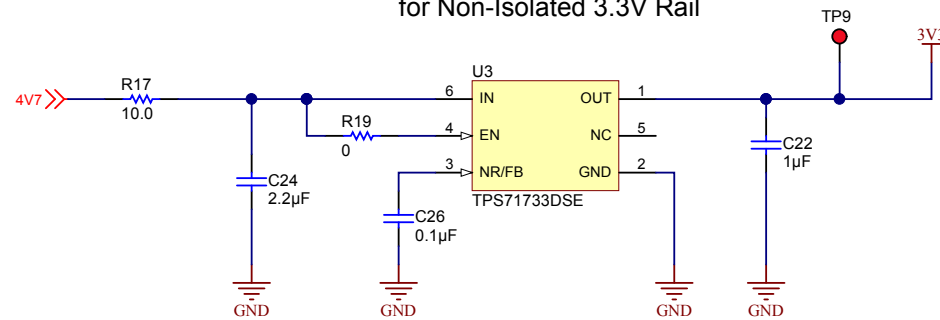 for Non-Isolated 3.3V Rail
TP9
3V3
U3
4V7
R17
10.0
6
IN
OUT
1
R19
0
4
EN
NC
5
C22
1µF
3
NR/FB
GND
2
C24
2.2µF
TPS71733DSE
C26
0.1µF
GND
GND
GND
GND